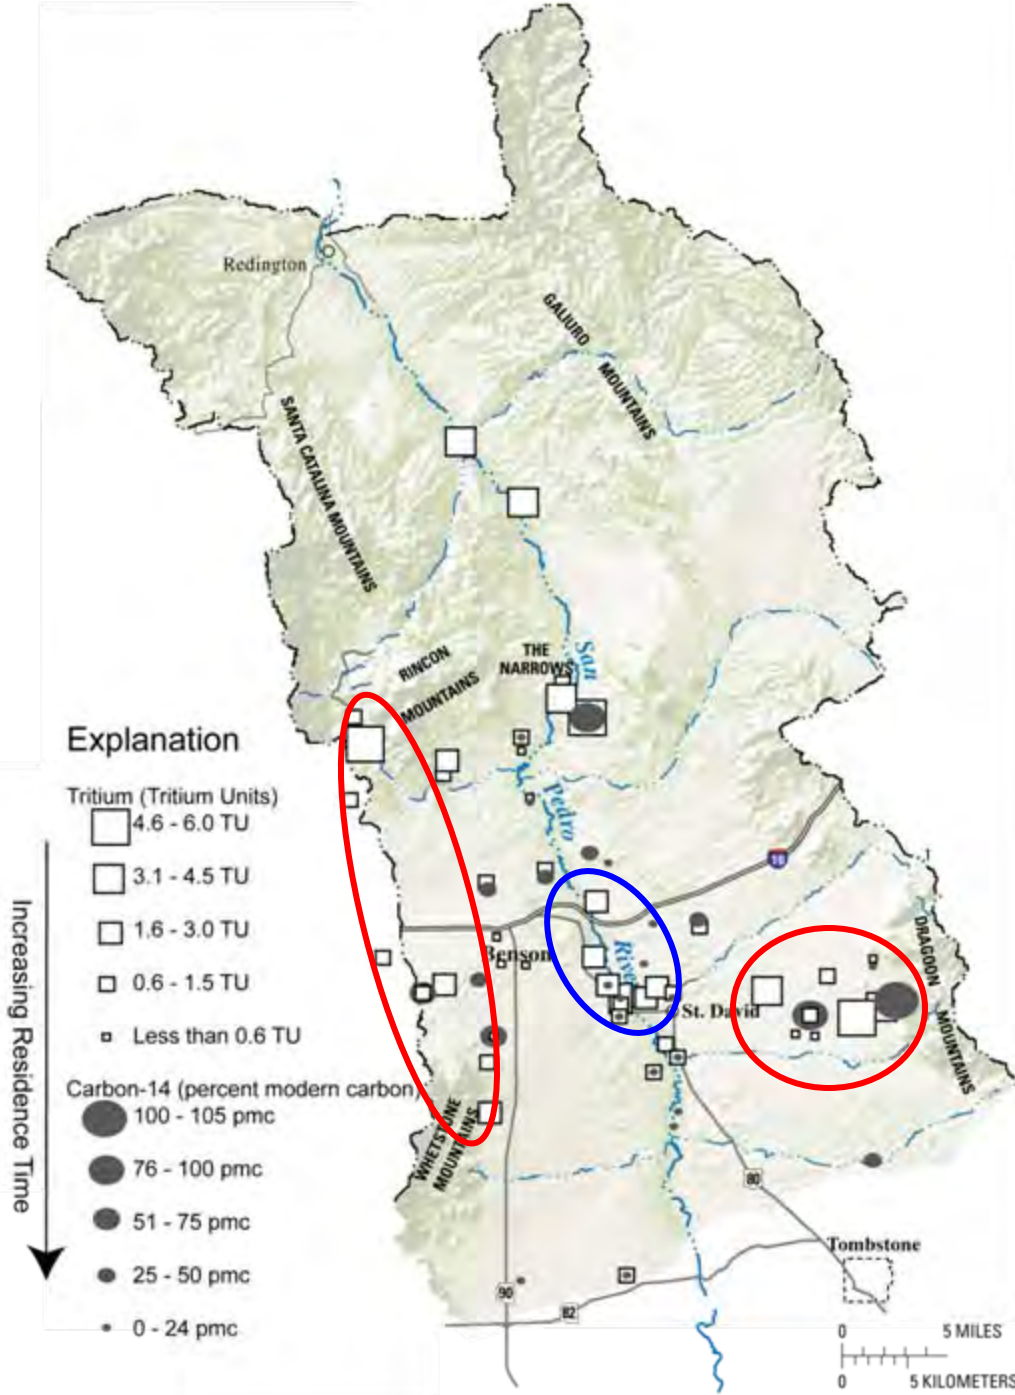 Redington
GALIURO
MOUNTAINS
SANTA CATALINA MOUNTAINS
RINCON
MOUNTAINS
THE
NARROWS
San
Pedro
River
10
Benson
St. David
DRAGOON
MOUNTAINS
WHETSTONE
MOUNTAINS
80
Tombstone
90
82
0 5 MILES
0 5 KILOMETERS
Explanation
Tritium (Tritium Units)
4.6 - 6.0 TU
3.1 - 4.5 TU
1.6 - 3.0 TU
0.6 - 1.5 TU
Less than 0.6 TU
Carbon-14 (percent modern carbon)
100 - 105 pmc
76 - 100 pmc
51 - 75 pmc
25 - 50 pmc
0 - 24 pmc
Increasing Residence Time